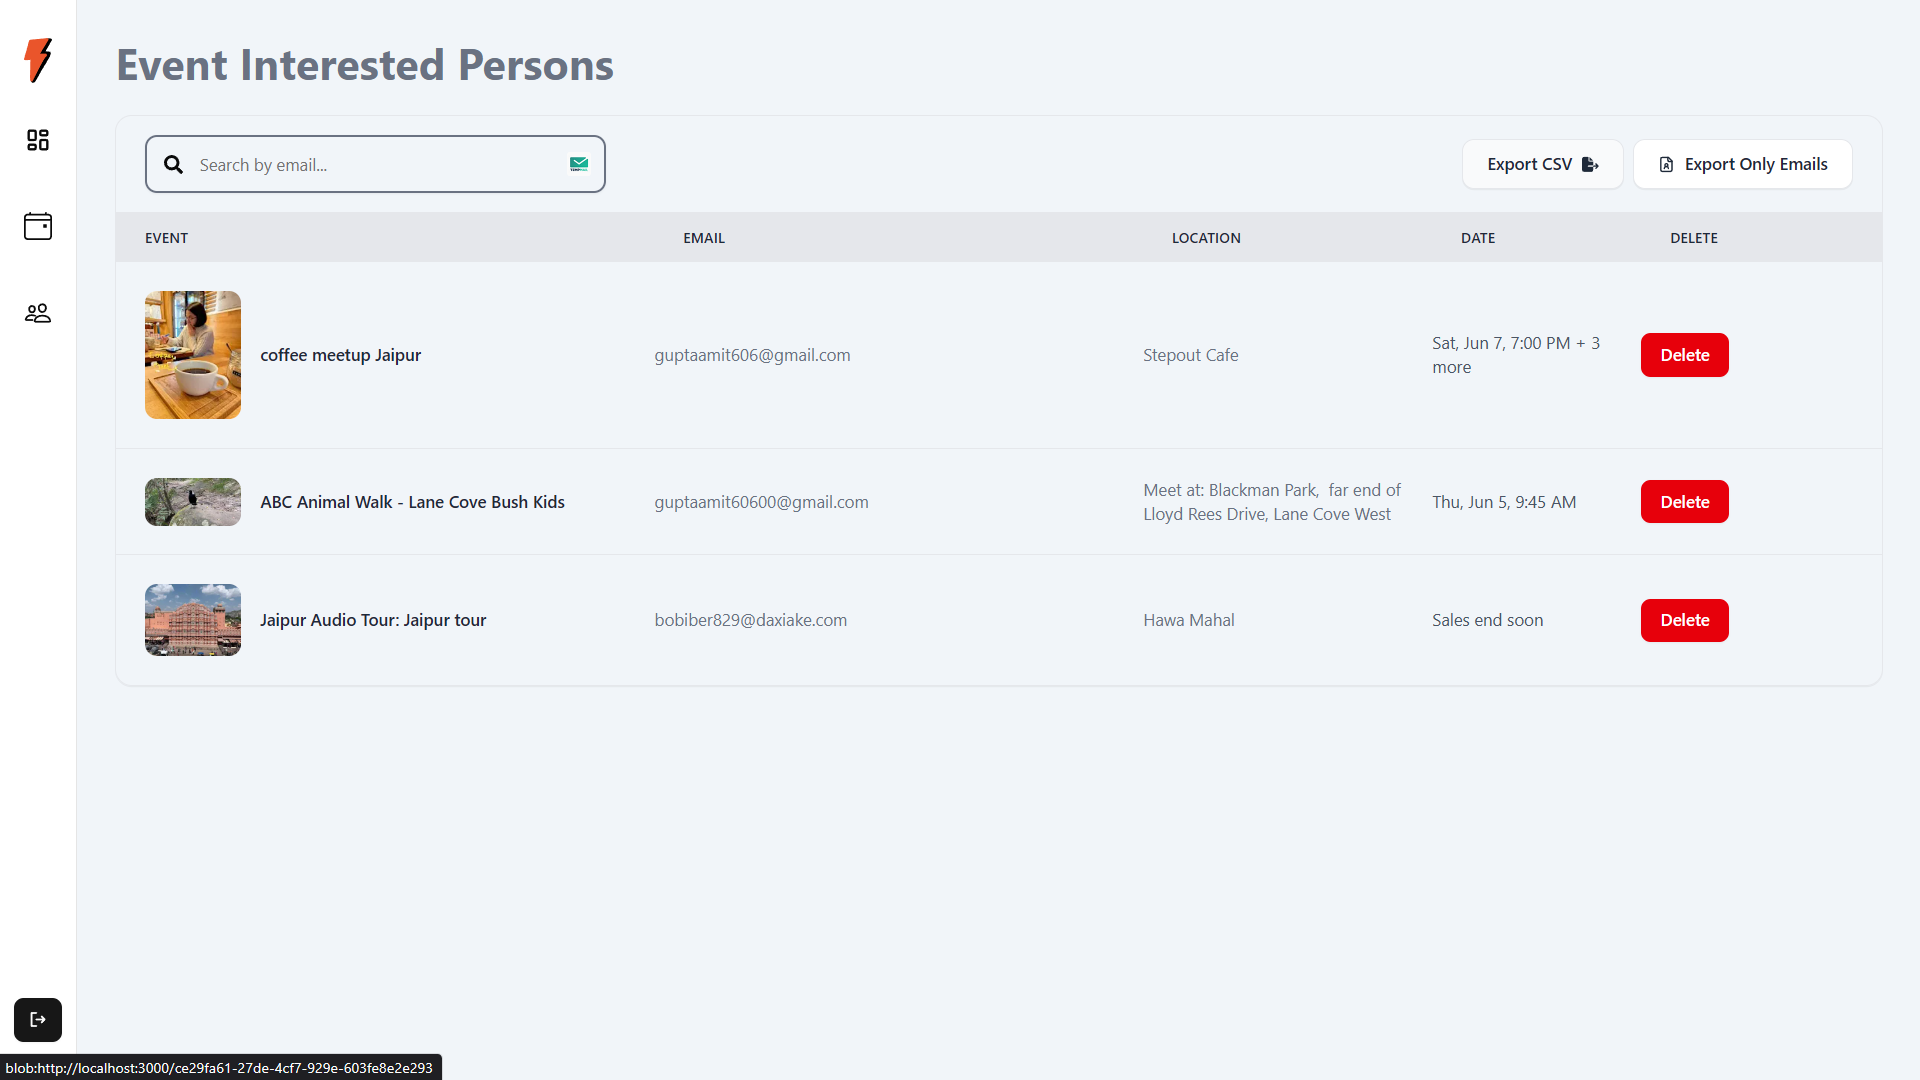 Event Interested Persons
Search by email...
Export CSV
Export Only Emails
EVENT EMAIL LOCATION DATE DELETE
coffee meetup Jaipur guptaamit606@gmail.com Stepout Cafe Sat, Jun 7, 7:00 PM + 3
more
Delete
ABC Animal Walk - Lane Cove Bush Kids guptaamit60600@gmail.com Meet at: Blackman Park,  far end of
Lloyd Rees Drive, Lane Cove West
Thu, Jun 5, 9:45 AM
Delete
Jaipur Audio Tour: Jaipur tour bobiber829@daxiake.com Hawa Mahal Sales end soon Delete
blob:http://localhost:3000/ce29fa61-27de-4cf7-929e-603fe8e2e293